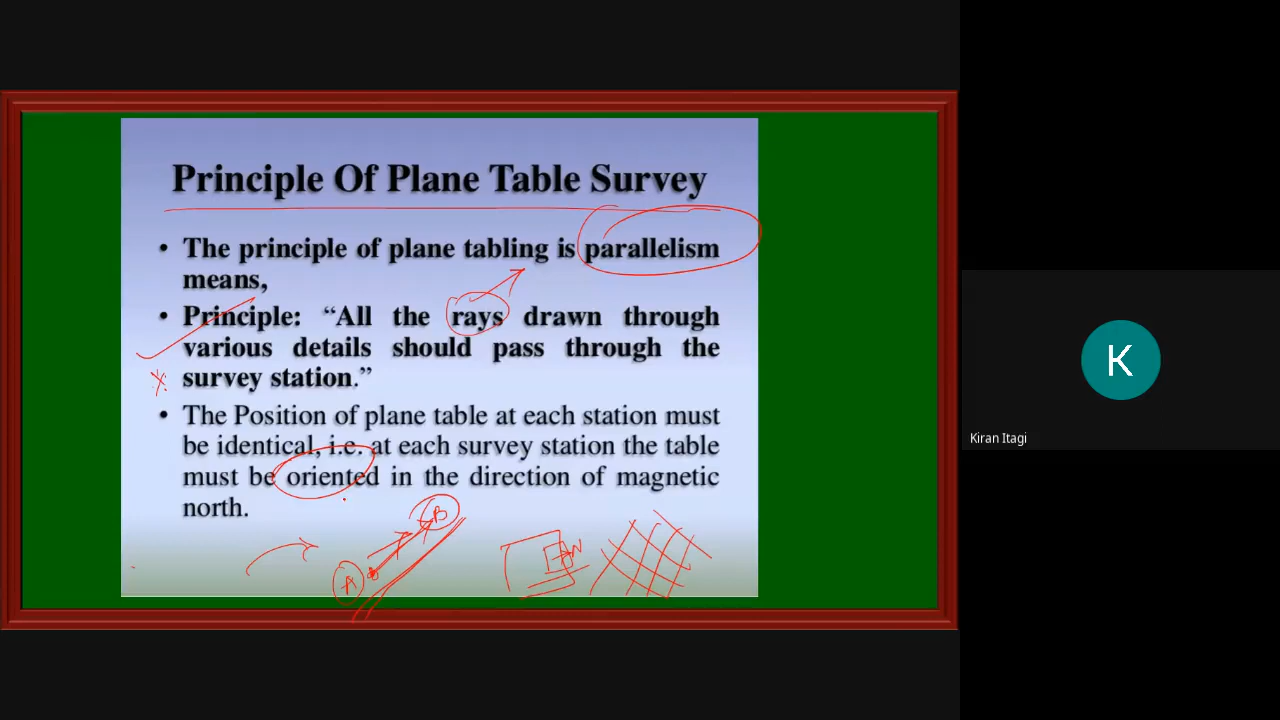 Principle Of Plane Table Survey
• The principle of plane tabling is parallelism
means,
• Principle: “All the rays drawn through
various details should pass through the
survey station.”
• The Position of plane table at each station must
be identical, i.e. at each survey station the table
must be oriented in the direction of magnetic
north.
B
A
N
K
Kiran Itagi